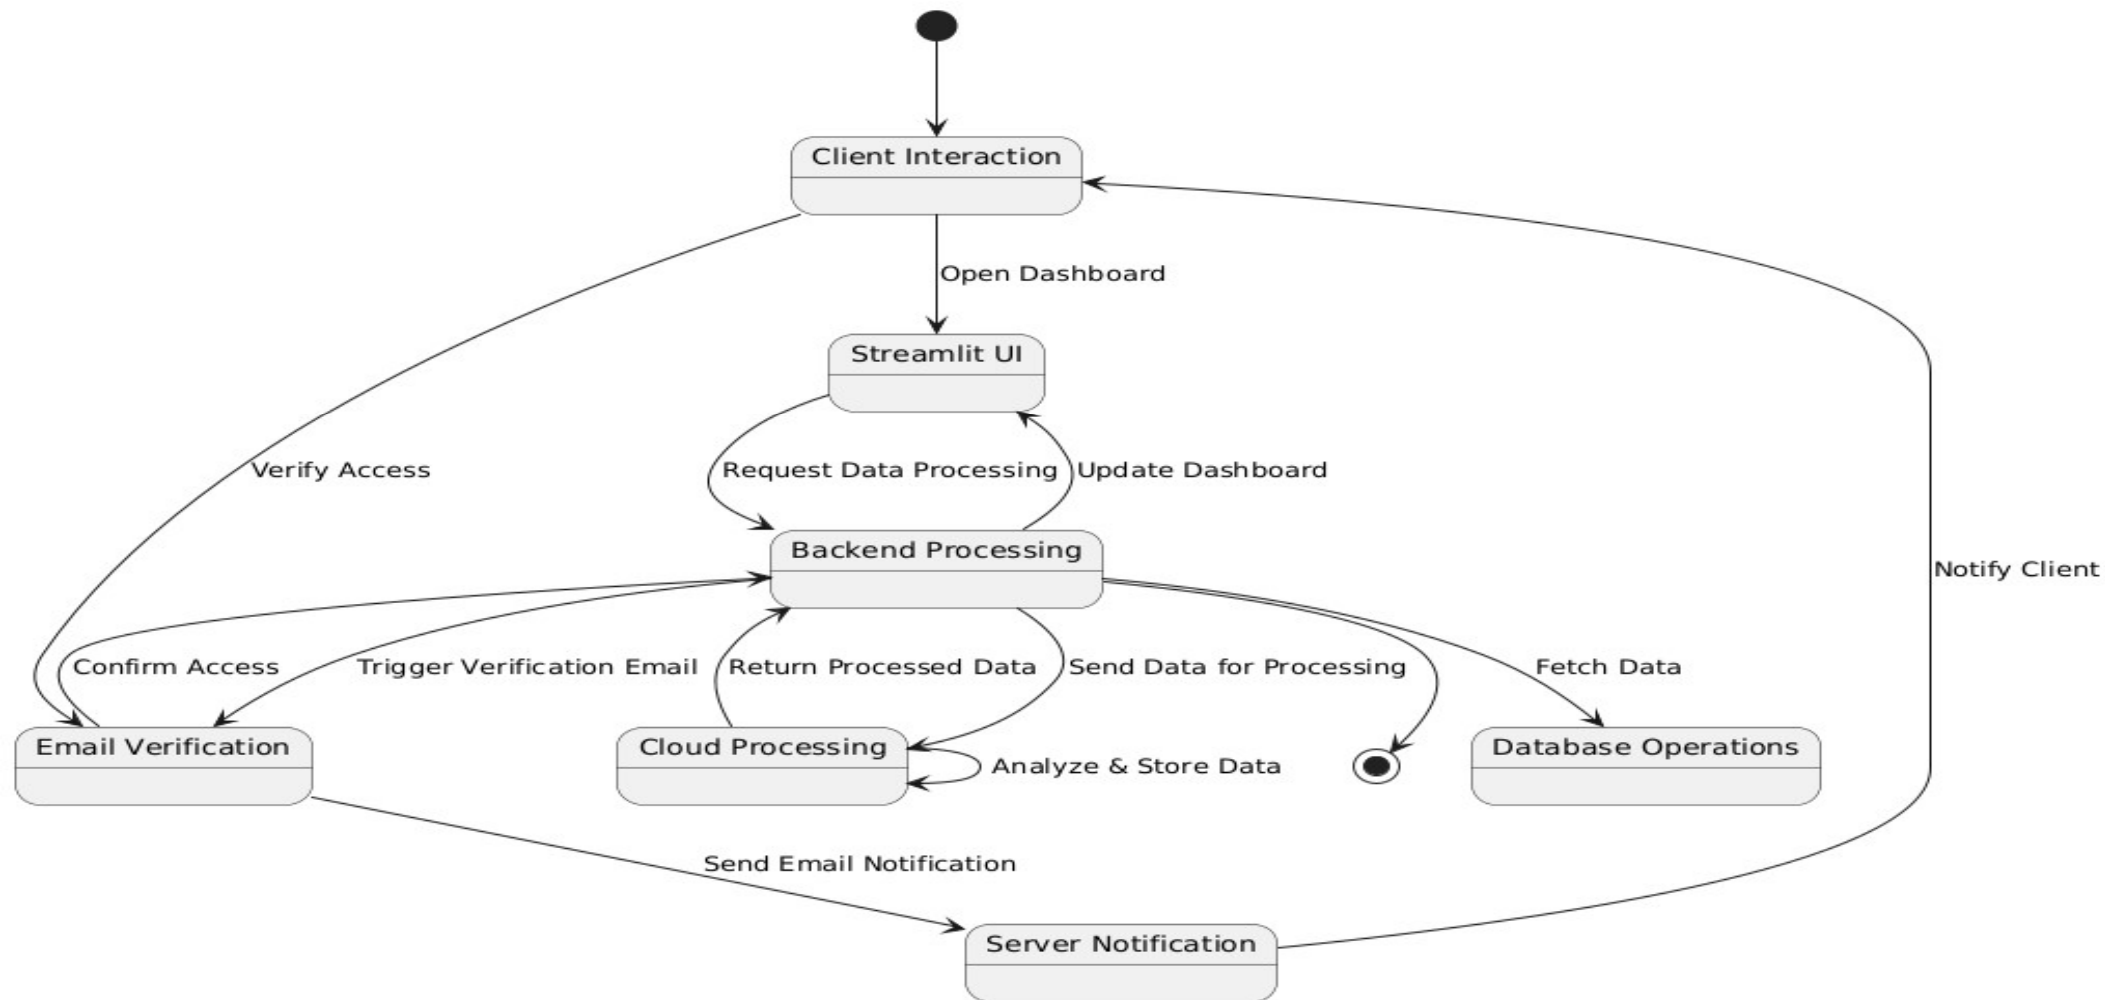 Client Interaction
Open Dashboard
Streamlit UI
Verify Access
Request Data Processing
Update Dashboard
Backend Processing
Notify Client
Confirm Access
Trigger Verification Email
Return Processed Data
Send Data for Processing
Fetch Data
Email Verification
Cloud Processing
Analyze & Store Data
Database Operations
Send Email Notification
Server Notification